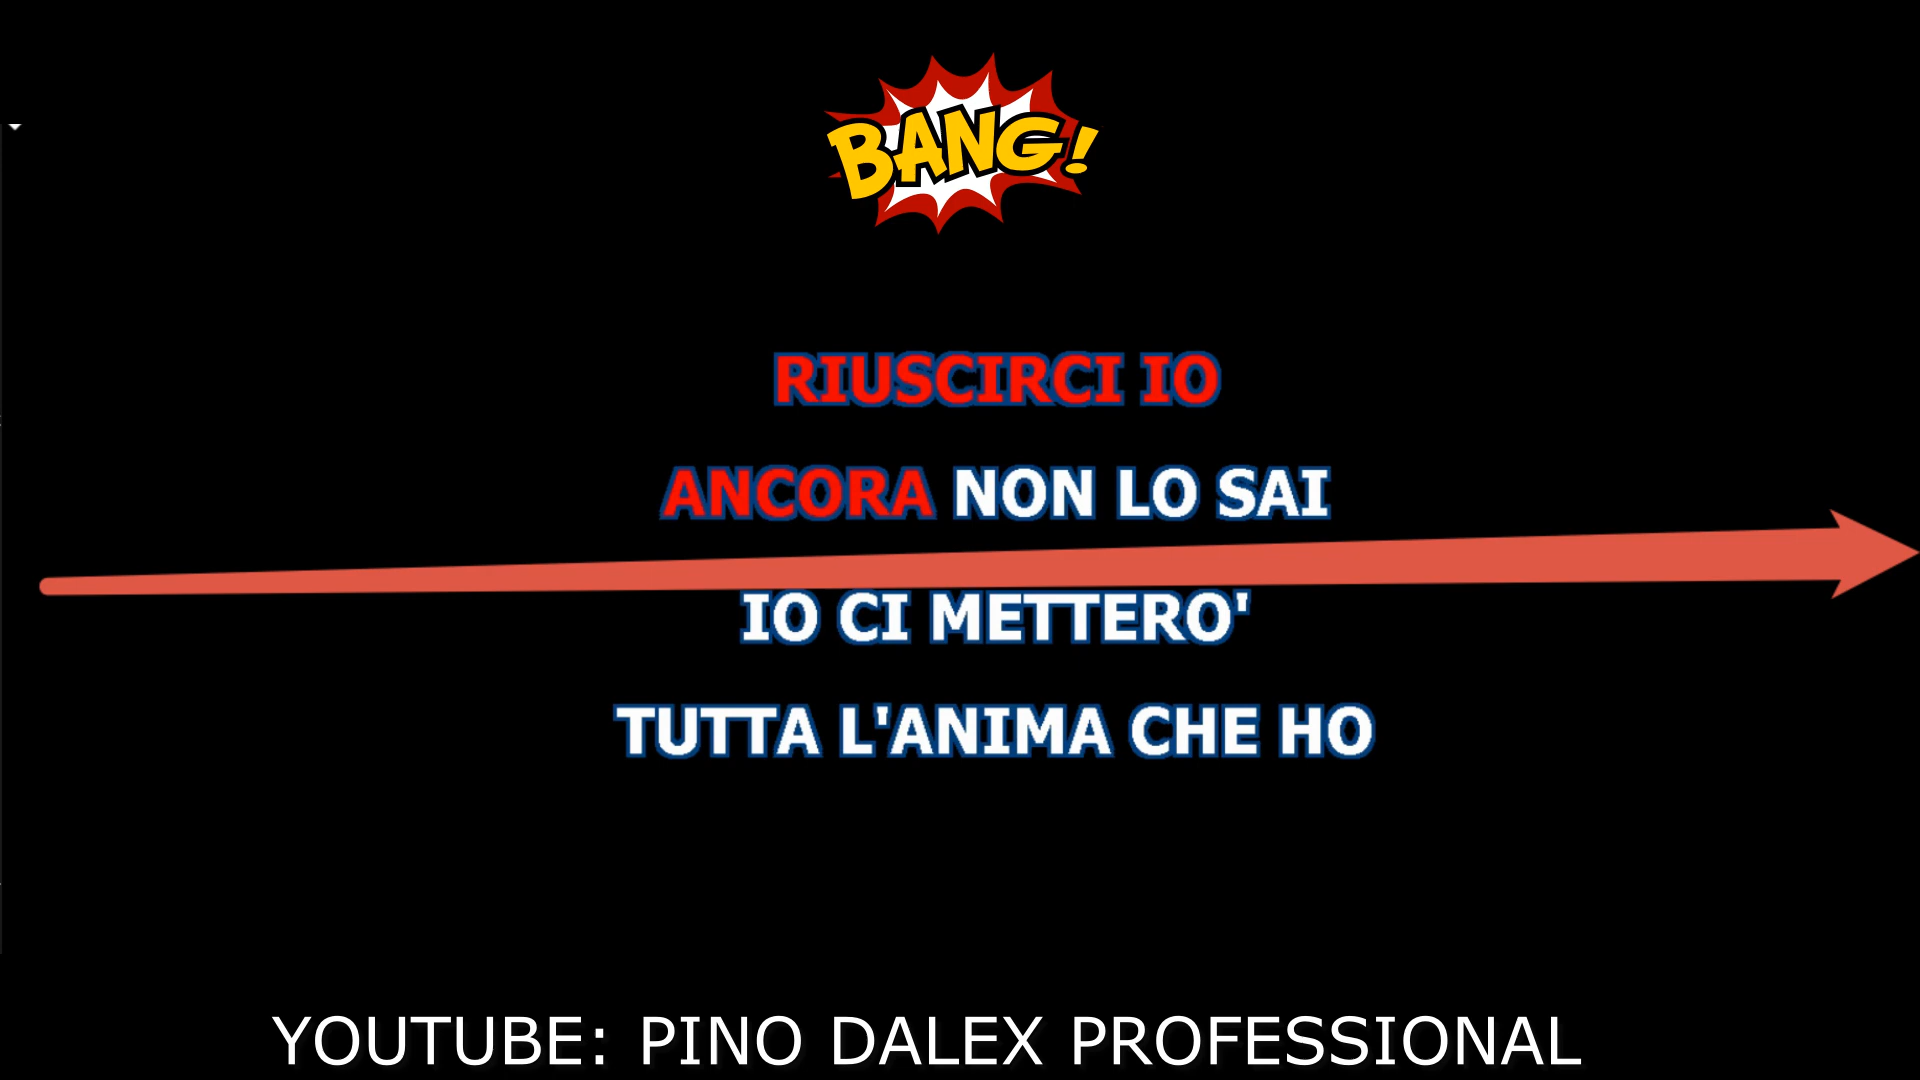 BANG!
RIUSCIRCI IO
ANCORA NON LO SAI
IO CI METTERO'
TUTTA L'ANIMA CHE HO
YOUTUBE: PINO DALEX PROFESSIONAL